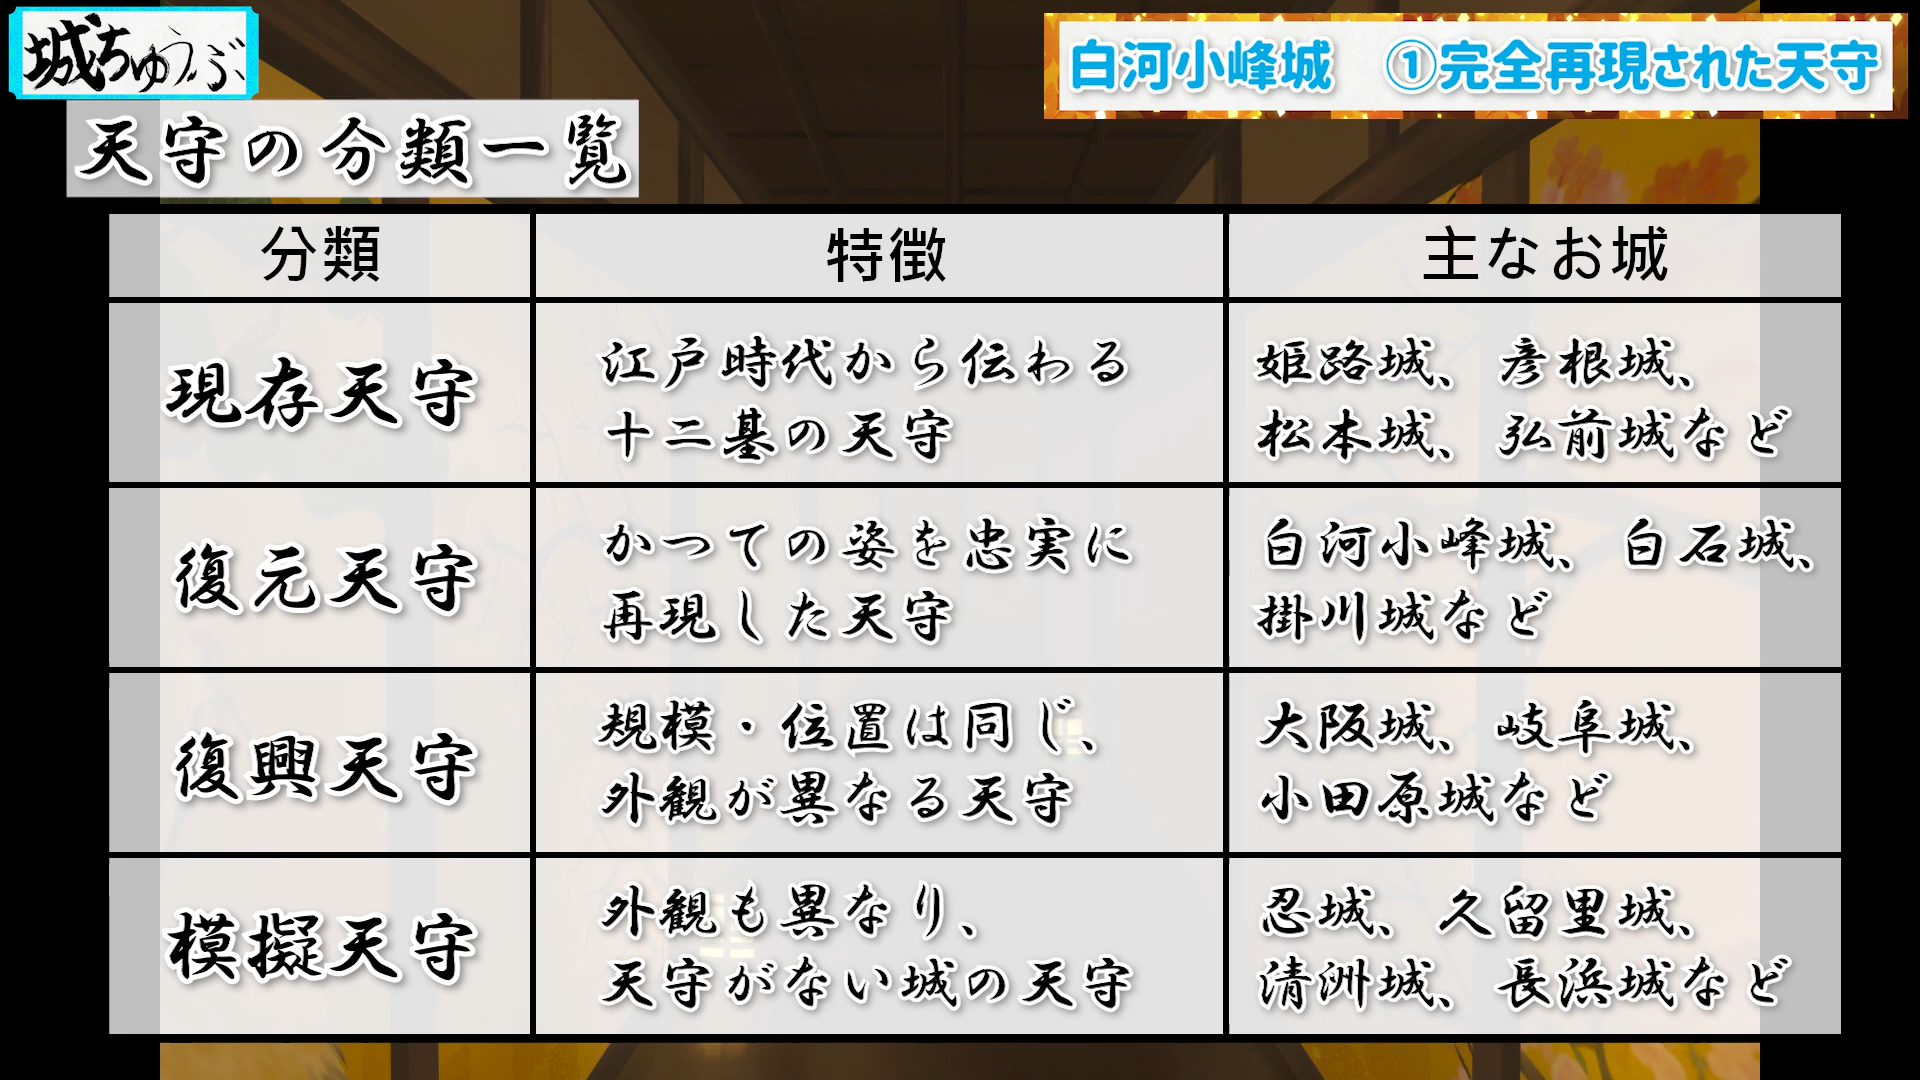 城ちゅうぶ
白河小峰城　①完全再現された天守
天守の分類一覧
分類
特徴
主なお城
現存天守
江戸時代から伝わる
十二基の天守
姫路城、彦根城、
松本城、弘前城など
復元天守
かつての姿を忠実に
再現した天守
白河小峰城、白石城、
掛川城など
復興天守
規模・位置は同じ、
外観が異なる天守
大阪城、岐阜城、
小田原城など
模擬天守
外観も異なり、
天守がない城の天守
忍城、久留里城、
清洲城、長浜城など